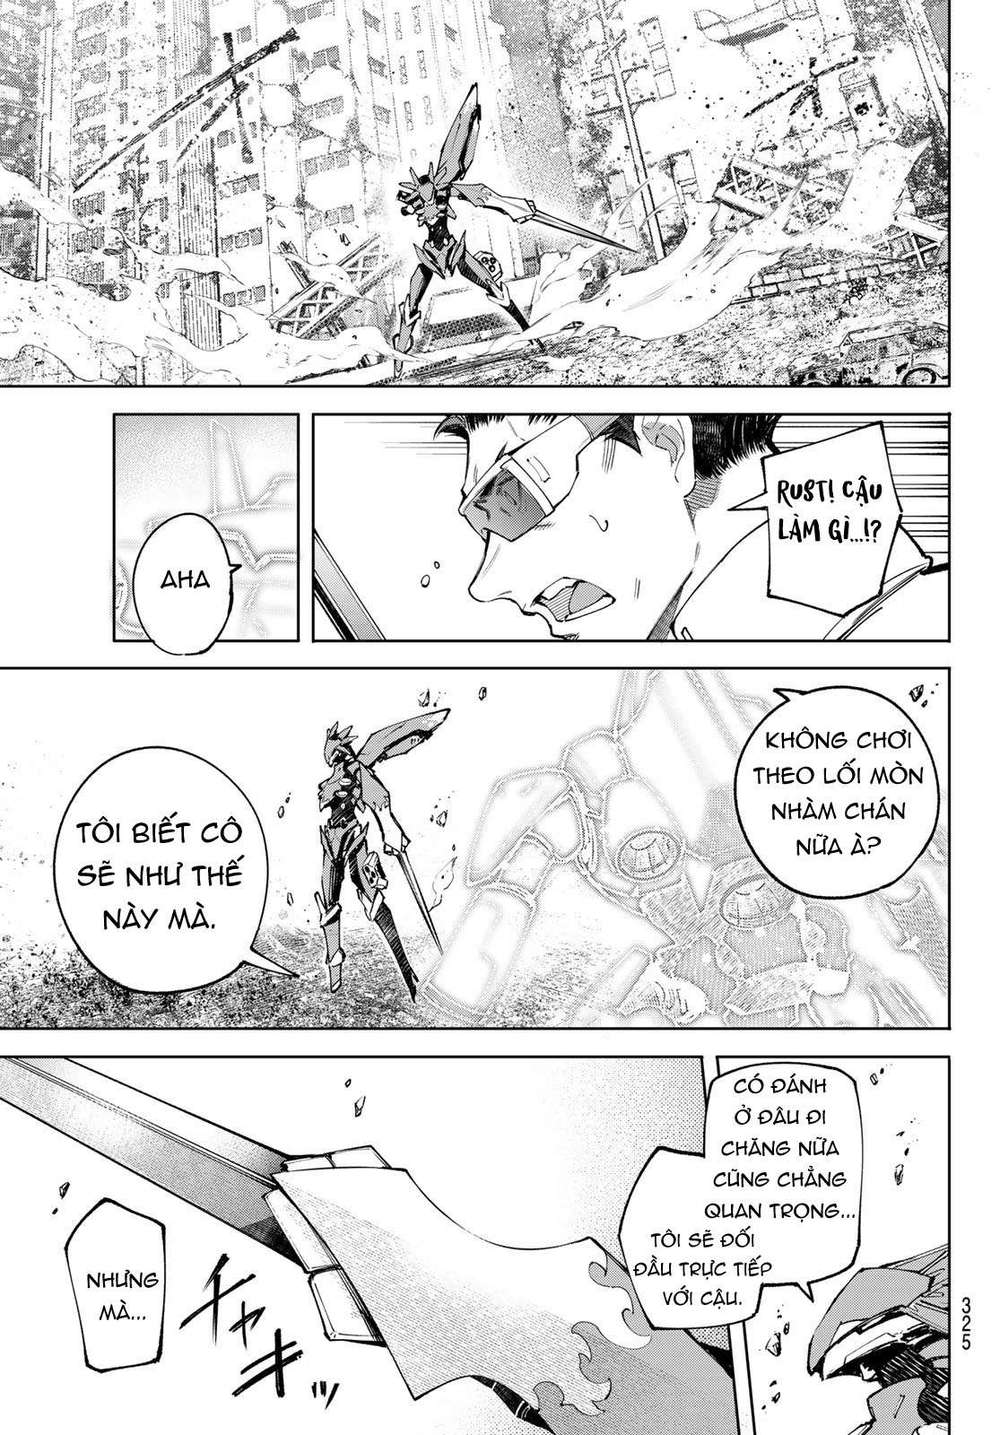 RUST! CẬU
LÀM GÌ...!?
AHA
KHÔNG CHƠI
THEO LỐI MÒN
NHÀM CHÁN
NỮA À?
TÔI BIẾT CÔ
SẼ NHƯ THẾ
NÀY MÀ.
CÓ ĐÁNH
Ở ĐÂU ĐI
CHĂNG NỮA
CŨNG CHẲNG
QUAN TRỌNG...
TÔI SẼ ĐỐI
ĐẦU TRỰC TIẾP
VỚI CẬU.
NHƯNG
MÀ...
チャキッ
325